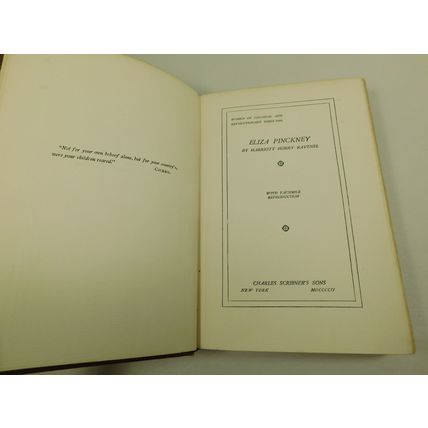 "Not for your own behoof alone, but for your country's,
were your children reared."
CICERO.
WOMEN OF COLONIAL AND
REVOLUTIONARY TIMES
ELIZA PINCKNEY
BY HARRIOTT HORRY RAVENEL
WITH FACSIMILE
REPRODUCTION
CHARLES SCRIBNER'S SONS
NEW YORK